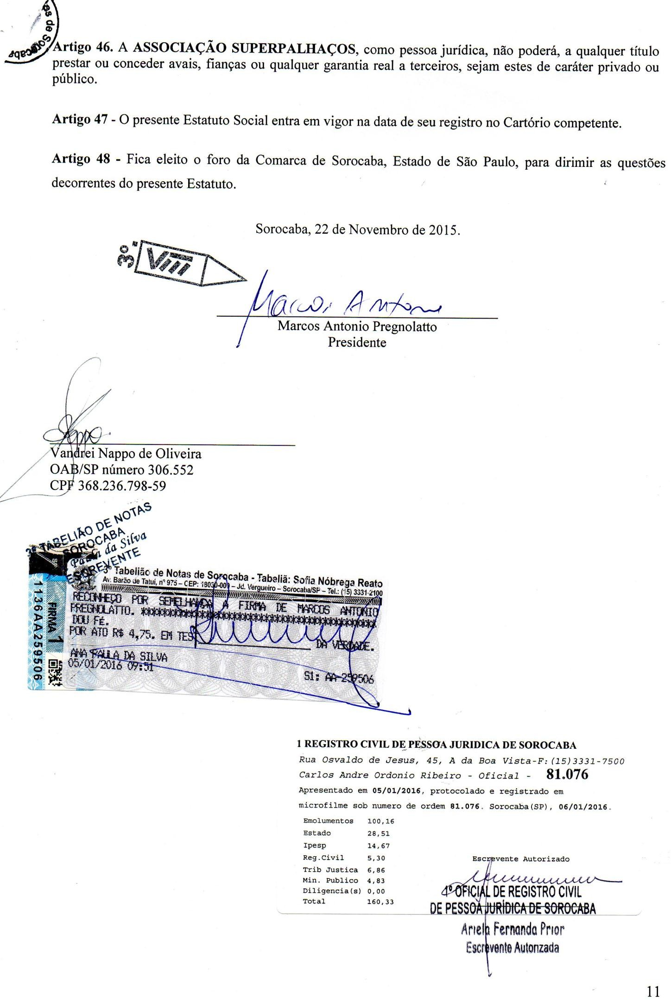 as de Sorocaba
Artigo 46. A ASSOCIAÇÃO SUPERPALHAÇOS, como pessoa jurídica, não poderá, a qualquer título
prestar ou conceder avais, fianças ou qualquer garantia real a terceiros, sejam estes de caráter privado ou
público.
Artigo 47 - O presente Estatuto Social entra em vigor na data de seu registro no Cartório competente.
Artigo 48 - Fica eleito o foro da Comarca de Sorocaba, Estado de São Paulo, para dirimir as questões
decorrentes do presente Estatuto.
Sorocaba, 22 de Novembro de 2015.
3º.
VIII
Marcos Antonio
Marcos Antonio Pregnolatto
Presidente
Nappo
Vandrei Nappo de Oliveira
OAB/SP número 306.552
CPF 368.236.798-59
3º TABELIÃO DE NOTAS
SOROCABA
Paula da Silva
ESCREVENTE
1136AA259506
FIRMA 1
3º Tabelião de Notas de Sorocaba - Tabeliã: Sofia Nóbrega Reato
Av. Barão de Tatuí, nº 975 – CEP: 18030-000 – Jd. Vergueiro – Sorocaba/SP – Tel.: (15) 3331-2100
RECONHEÇO POR SEMELHANÇA A FIRMA DE MARCOS ANTONIO
PREGNOLATTO.
DOU FÉ.
POR ATO R$ 4,75. EM TES DA VERDADE.
ANA PAULA DA SILVA
05/01/2016 09:51
S1: AA-259506
1 REGISTRO CIVIL DE PESSOA JURIDICA DE SOROCABA
Rua Osvaldo de Jesus, 45, A da Boa Vista-F:(15)3331-7500
Carlos Andre Ordonio Ribeiro - Oficial - 81.076
Apresentado em 05/01/2016, protocolado e registrado em
microfilme sob numero de ordem 81.076. Sorocaba(SP), 06/01/2016.
Emolumentos 100,16
Estado 28,51
Ipesp 14,67
Reg.Civil 5,30
Escrevente Autorizado
Trib Justica 6,86
Min. Publico 4,83
Diligencia(s) 0,00
Total 160,33
1º OFICIAL DE REGISTRO CIVIL
DE PESSOA JURÍDICA DE SOROCABA
Ariela Fernanda Prior
Escrevente Autorizada
11